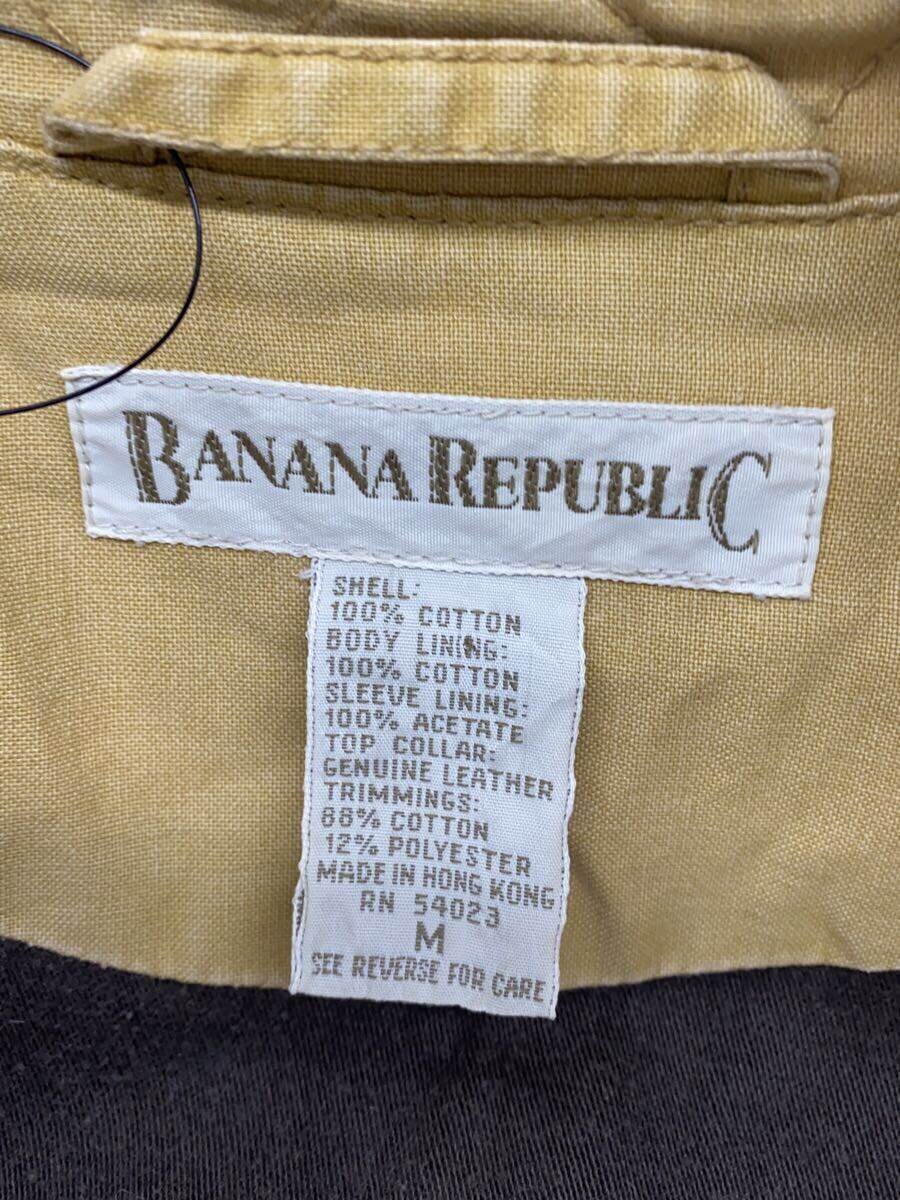 BANANA REPUBLIC
SHELL:
100% COTTON
BODY LINING:
100% COTTON
SLEEVE LINING:
100% ACETATE
TOP COLLAR:
GENUINE LEATHER
TRIMMINGS:
88% COTTON
12% POLYESTER
MADE IN HONG KONG
RN 54023
M
SEE REVERSE FOR CARE